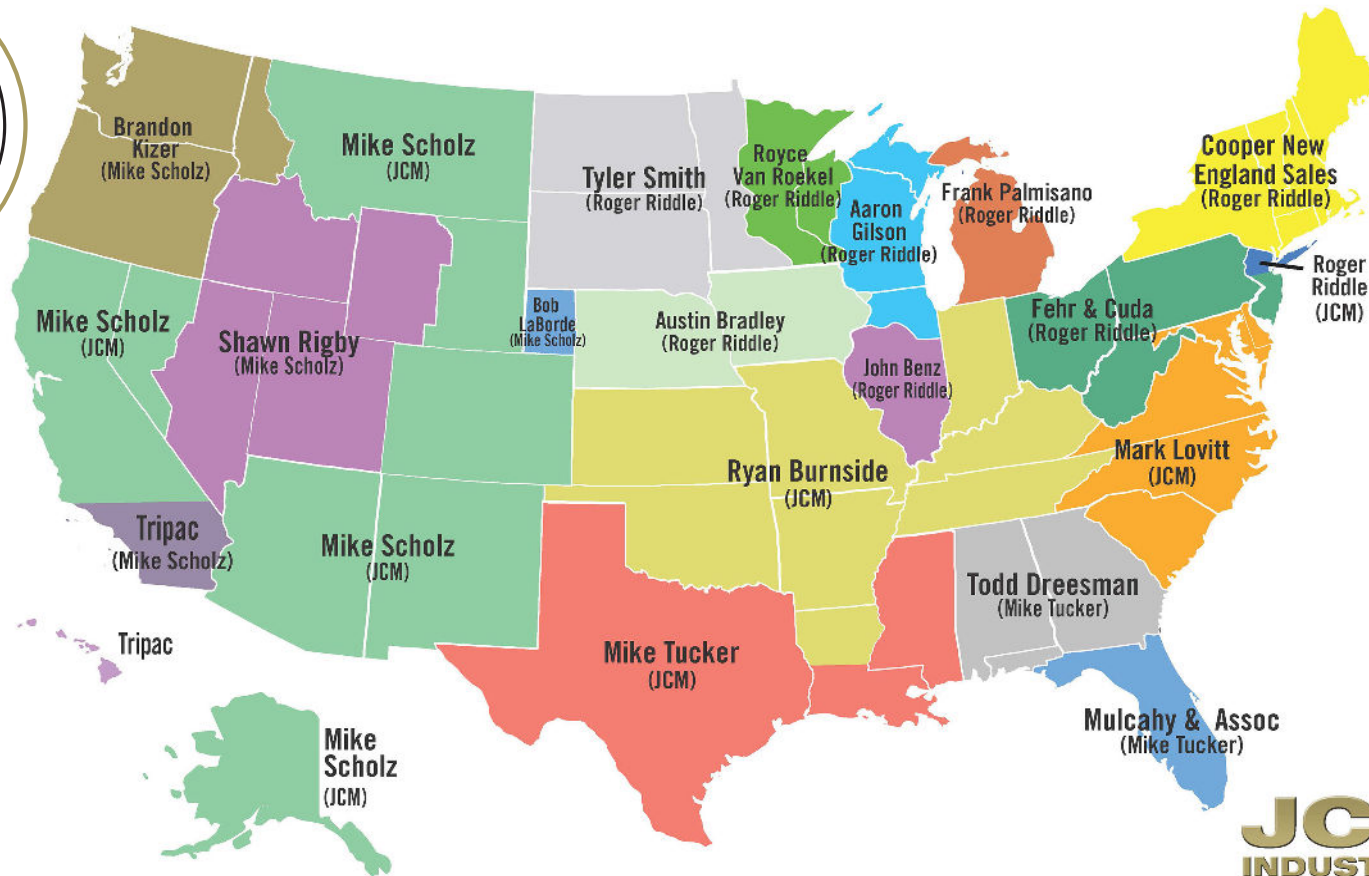 Brandon
Kizer
(Mike Scholz)
Mike Scholz
(JCM)
Tyler Smith
(Roger Riddle)
Royce
Van Roekel
(Roger Riddle)
Aaron
Gilson
(Roger Riddle)
Frank Palmisano
(Roger Riddle)
Cooper New
England Sales
(Roger Riddle)
Roger
Riddle
(JCM)
Mike Scholz
(JCM)
Shawn Rigby
(Mike Scholz)
Bob
LaBorde
(Mike Scholz)
Austin Bradley
(Roger Riddle)
John Benz
(Roger Riddle)
Fehr & Cuda
(Roger Riddle)
Ryan Burnside
(JCM)
Mark Lovitt
(JCM)
Tripac
(Mike Scholz)
Mike Scholz
(JCM)
Todd Dreesman
(Mike Tucker)
Tripac
Mike Tucker
(JCM)
Mulcahy & Assoc
(Mike Tucker)
Mike
Scholz
(JCM)
JC
INDUST